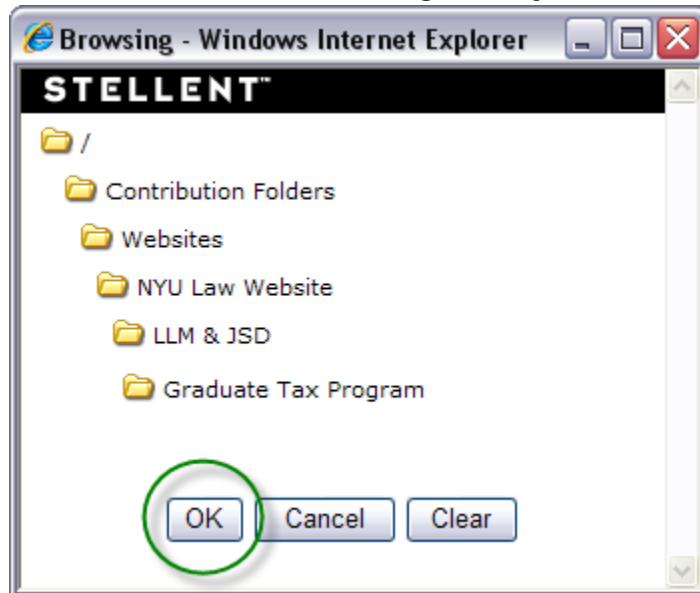 Browsing - Windows Internet Explorer
STELLENT™
/
Contribution Folders
Websites
NYU Law Website
LLM & JSD
Graduate Tax Program
OK Cancel Clear